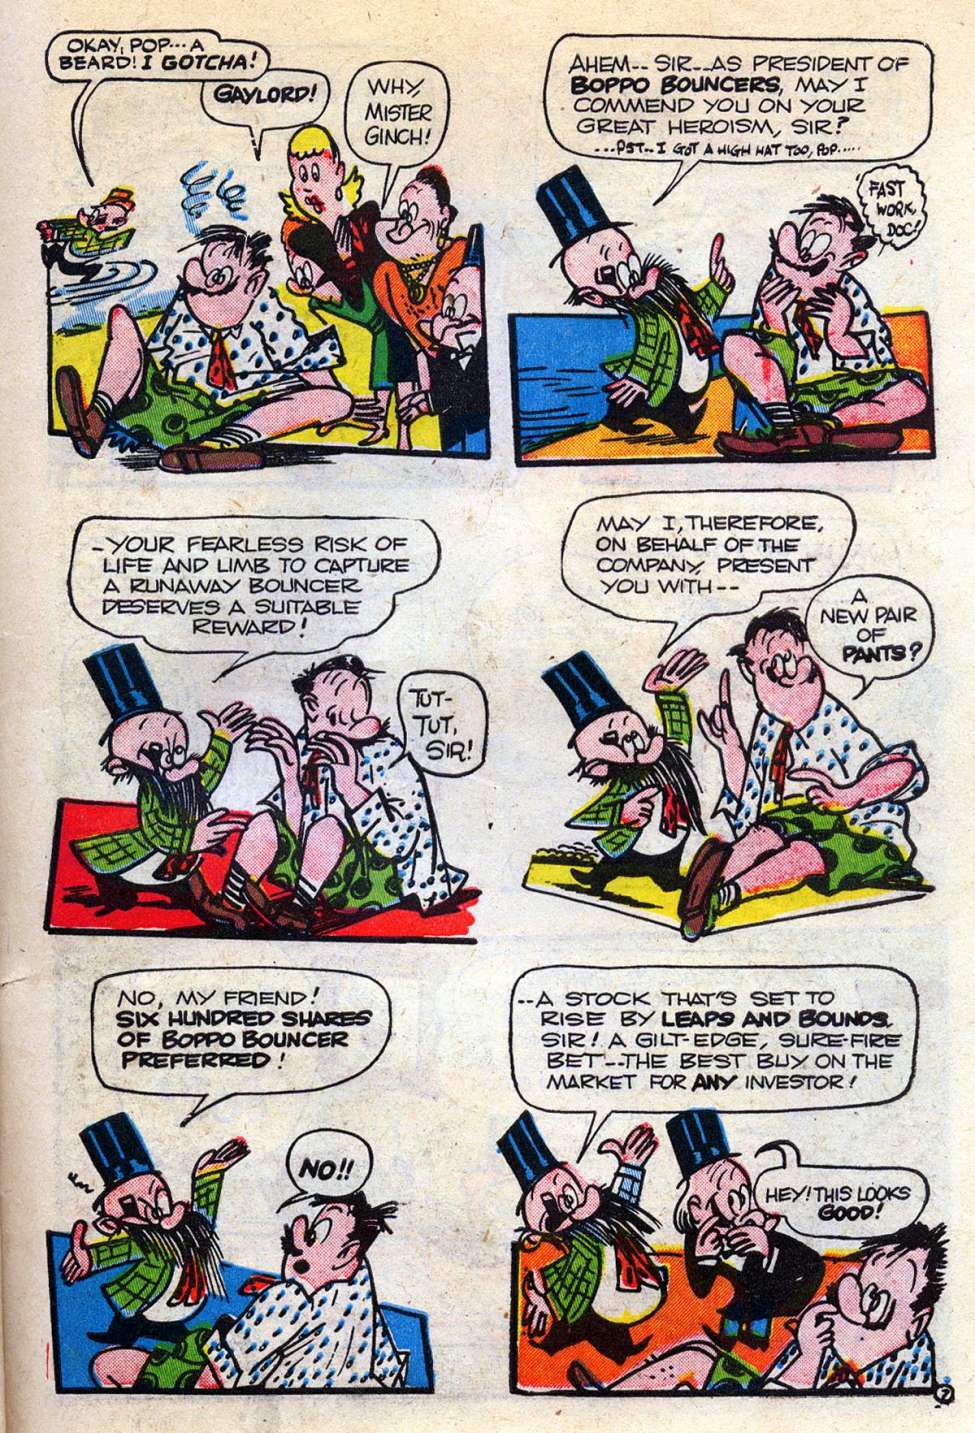 OKAY, POP... A
BEARD! I GOTCHA!
GAYLORD!
WHY,
MISTER
GINCH!
AHEM-- SIR--AS PRESIDENT OF
BOPPO BOUNCERS, MAY I
COMMEND YOU ON YOUR
GREAT HEROISM, SIR?
...PST-- I GOT A HIGH HAT TOO, POP.....
FAST
WORK,
DOC!
-YOUR FEARLESS RISK OF
LIFE AND LIMB TO CAPTURE
A RUNAWAY BOUNCER
DESERVES A SUITABLE
REWARD!
TUT-
TUT,
SIR!
MAY I, THEREFORE,
ON BEHALF OF THE
COMPANY, PRESENT
YOU WITH--
A
NEW PAIR
OF
PANTS?
NO, MY FRIEND!
SIX HUNDRED SHARES
OF BOPPO BOUNCER
PREFERRED!
NO!!
--A STOCK THAT'S SET TO
RISE BY LEAPS AND BOUNDS,
SIR! A GILT-EDGE, SURE-FIRE
BET--THE BEST BUY ON THE
MARKET FOR ANY INVESTOR!
HEY! THIS LOOKS
GOOD!
2